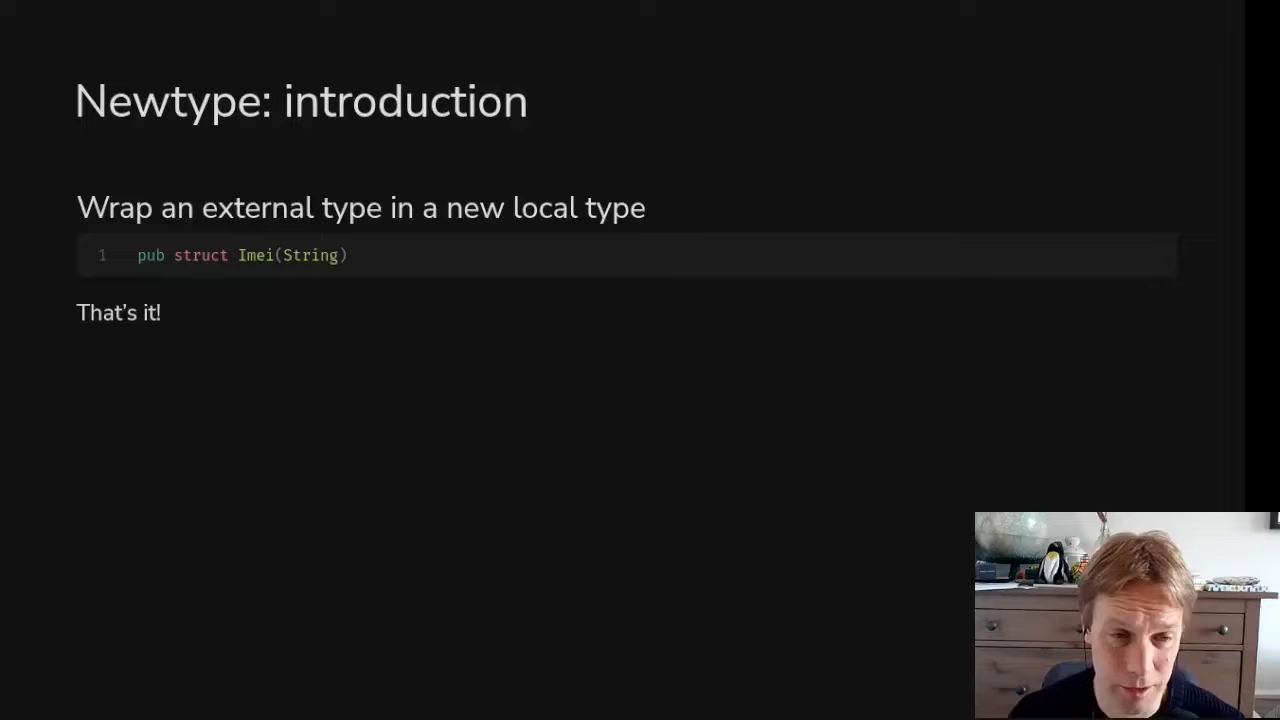 Newtype: introduction
Wrap an external type in a new local type
1 pub struct Imei(String)
That's it!